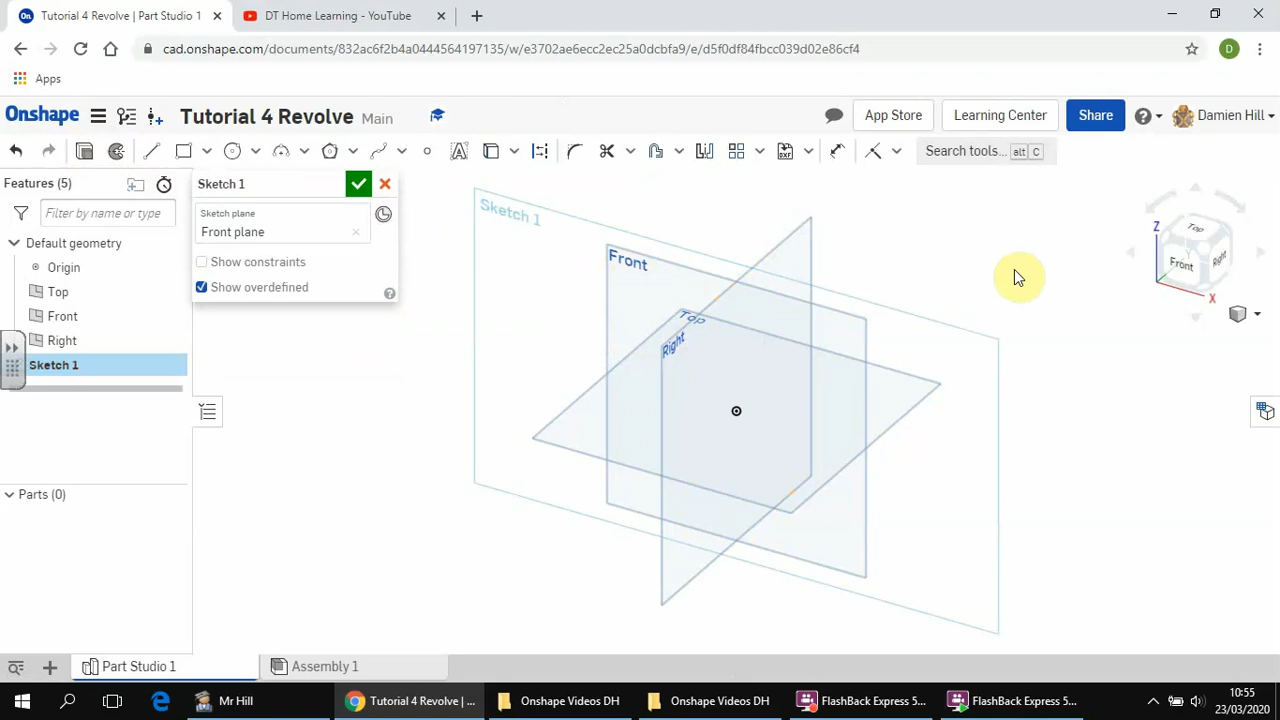 Tutorial 4 Revolve | Part Studio 1
DT Home Learning - YouTube
cad.onshape.com/documents/832ac6f2b4a0444564197135/w/e3702ae6ecc2ec25a0dcbfa9/e/d5f0df84fbcc039d02e86cf4
D
Apps
Onshape
Tutorial 4 Revolve Main
App Store
Learning Center
Share
Damien Hill
Search tools... alt C
Features (5)
Filter by name or type
Default geometry
Origin
Top
Front
Right
Sketch 1
Parts (0)
Sketch 1
Sketch plane
Front plane
Show constraints
Show overdefined
Sketch 1
Front
Top
Right
Z
Top
Front
Right
X
Part Studio 1
Assembly 1
Mr Hill
Tutorial 4 Revolve | ...
Onshape Videos DH
Onshape Videos DH
FlashBack Express 5...
FlashBack Express 5...
10:55
23/03/2020